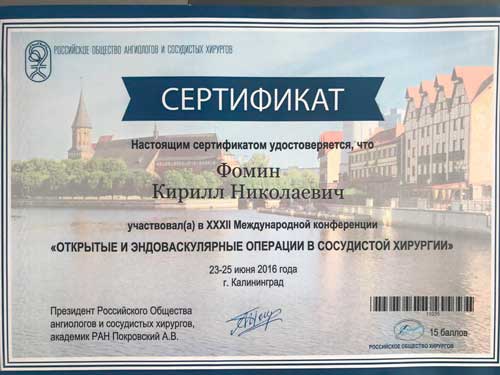 РОССИЙСКОЕ ОБЩЕСТВО АНГИОЛОГОВ И СОСУДИСТЫХ ХИРУРГОВ
СЕРТИФИКАТ
Настоящим сертификатом удостоверяется, что
Фомин
Кирилл Николаевич
участвовал(а) в XXXII Международной конференции
«ОТКРЫТЫЕ И ЭНДОВАСКУЛЯРНЫЕ ОПЕРАЦИИ В СОСУДИСТОЙ ХИРУРГИИ»
23-25 июня 2016 года
г. Калининград
Президент Российского Общества
ангиологов и сосудистых хирургов,
академик РАН Покровский А.В.
15 баллов
РОССИЙСКОЕ ОБЩЕСТВО ХИРУРГОВ